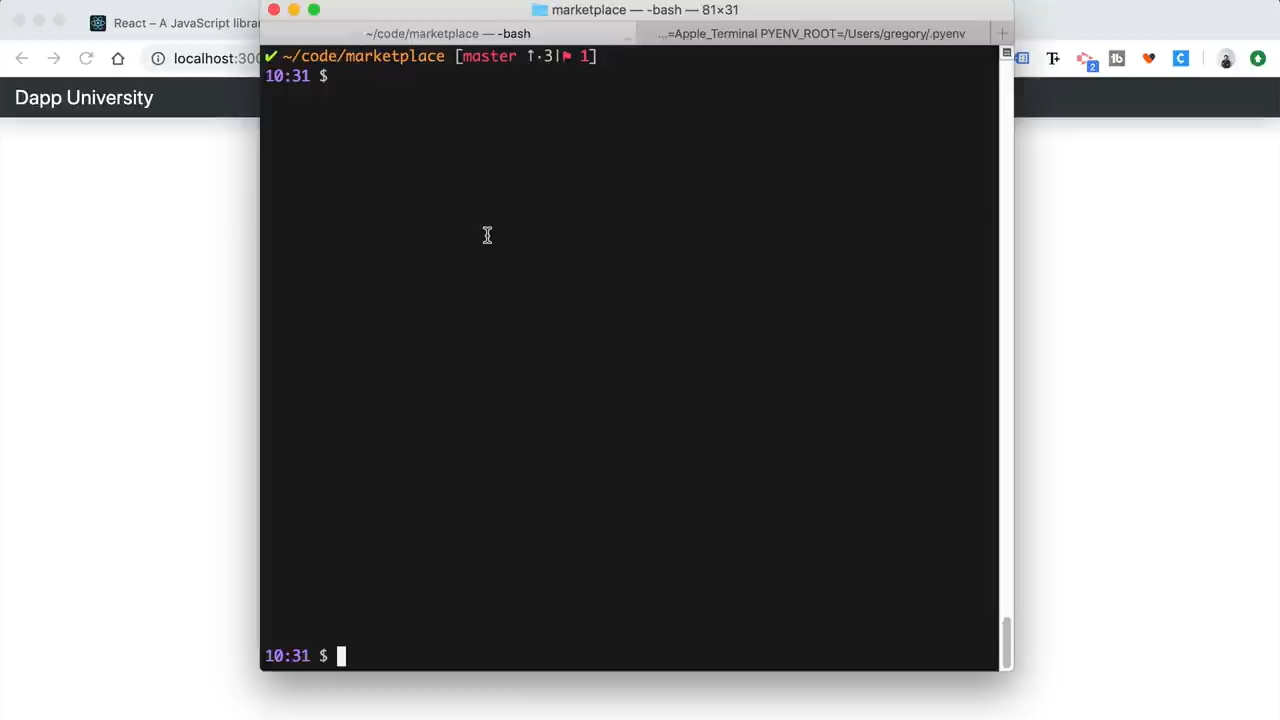 marketplace — -bash — 81×31
React – A JavaScript librar
~/code/marketplace — -bash
...=Apple_Terminal PYENV_ROOT=/Users/gregory/.pyenv
localhost:300
2
Dapp University
✔ ~/code/marketplace [master ↑·3|⚑ 1]
10:31 $
10:31 $